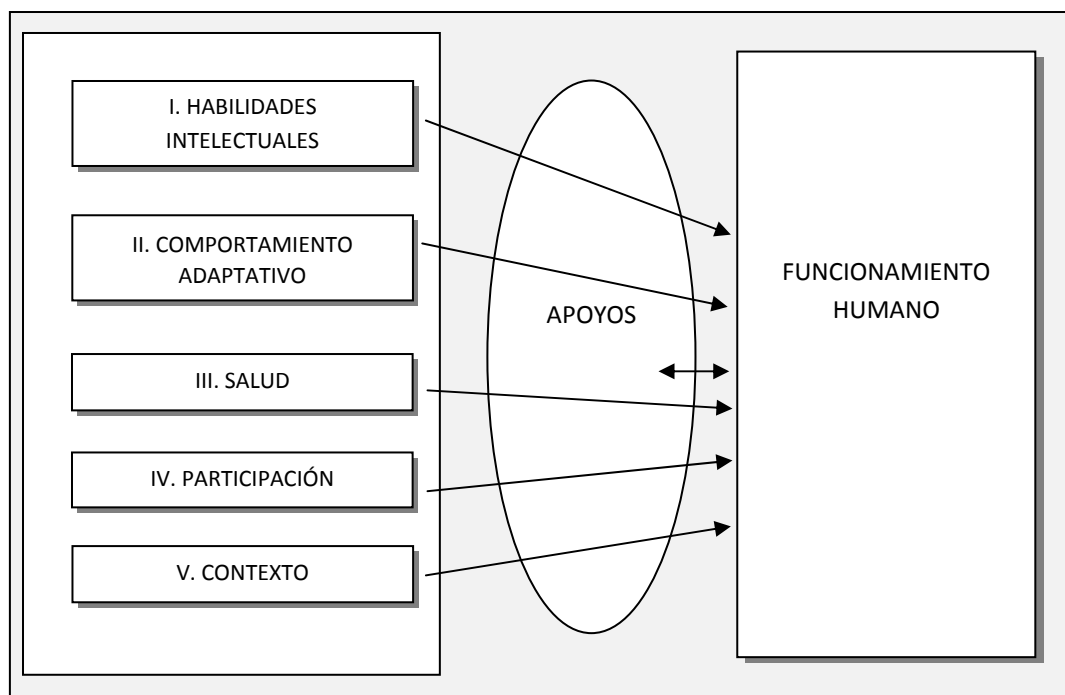 I. HABILIDADES
INTELECTUALES
II. COMPORTAMIENTO
ADAPTATIVO
III. SALUD
IV. PARTICIPACIÓN
V. CONTEXTO
APOYOS
FUNCIONAMIENTO
HUMANO